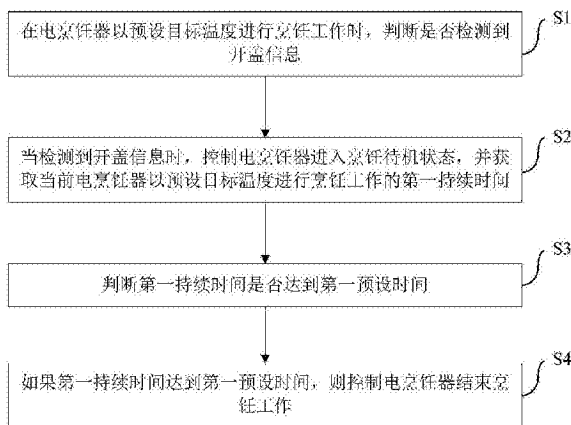 在电烹饪器以预设目标温度进行烹饪工作时，判断是否检测到
开盖信息
S1
当检测到开盖信息时，控制电烹饪器进入烹饪待机状态，并获
取当前电烹饪器以预设目标温度进行烹饪工作的第一持续时间
S2
判断第一持续时间是否达到第一预设时间
S3
如果第一持续时间达到第一预设时间，则控制电烹饪器结束烹
饪工作
S4